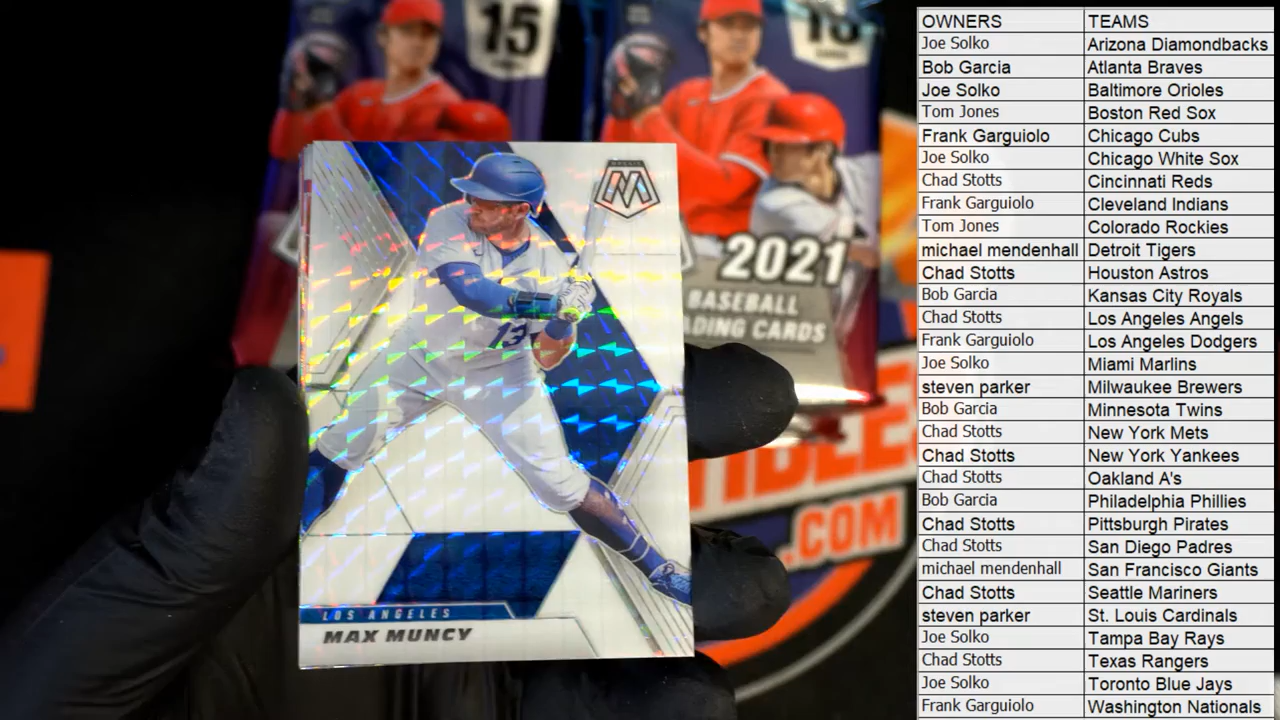 15
15
2021
BASEBALL
ADING CARDS
MOSAIC
M
13
LOS ANGELES
MAX MUNCY
.COM
OWNERS TEAMS
Joe Solko Arizona Diamondbacks
Bob Garcia Atlanta Braves
Joe Solko Baltimore Orioles
Tom Jones Boston Red Sox
Frank Garguiolo Chicago Cubs
Joe Solko Chicago White Sox
Chad Stotts Cincinnati Reds
Frank Garguiolo Cleveland Indians
Tom Jones Colorado Rockies
michael mendenhall Detroit Tigers
Chad Stotts Houston Astros
Bob Garcia Kansas City Royals
Chad Stotts Los Angeles Angels
Frank Garguiolo Los Angeles Dodgers
Joe Solko Miami Marlins
steven parker Milwaukee Brewers
Bob Garcia Minnesota Twins
Chad Stotts New York Mets
Chad Stotts New York Yankees
Chad Stotts Oakland A's
Bob Garcia Philadelphia Phillies
Chad Stotts Pittsburgh Pirates
Chad Stotts San Diego Padres
michael mendenhall San Francisco Giants
Chad Stotts Seattle Mariners
steven parker St. Louis Cardinals
Joe Solko Tampa Bay Rays
Chad Stotts Texas Rangers
Joe Solko Toronto Blue Jays
Frank Garguiolo Washington Nationals